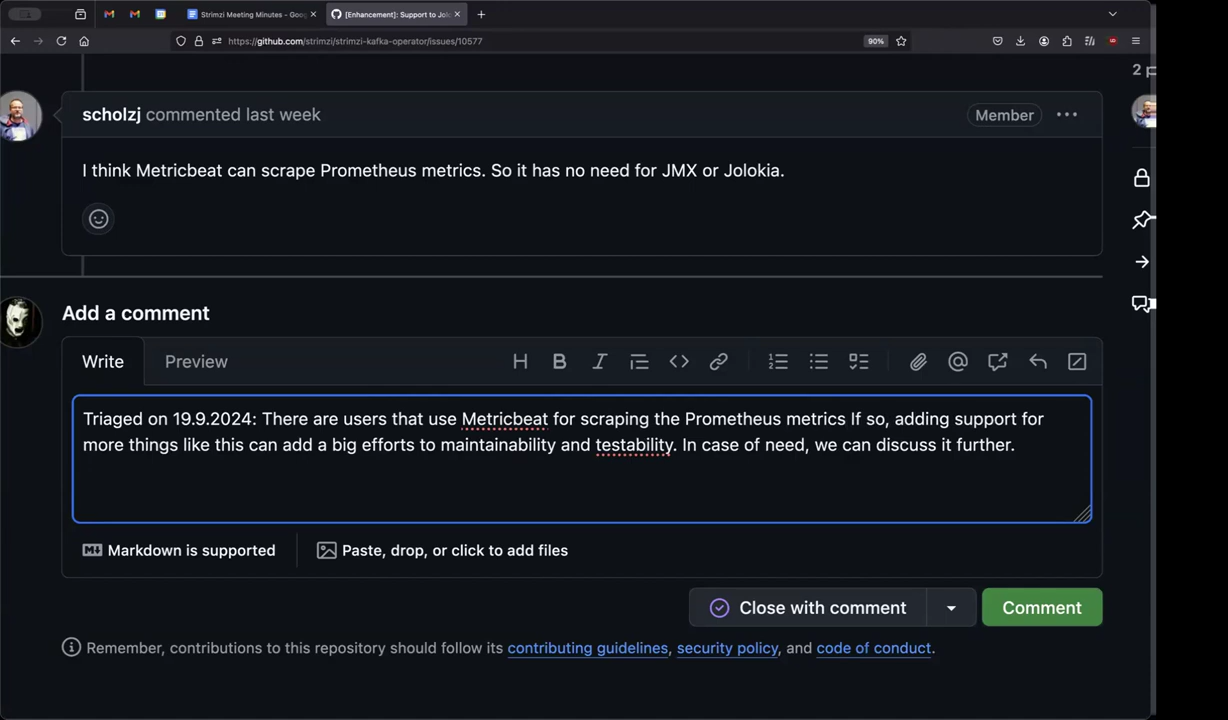 Strimzi Meeting Minutes – Goo
[Enhancement]: Support to Jolo
https://github.com/strimzi/strimzi-kafka-operator/issues/10577
90%
2 p
scholzj commented last week
Member
I think Metricbeat can scrape Prometheus metrics. So it has no need for JMX or Jolokia.
Add a comment
Write
Preview
Triaged on 19.9.2024: There are users that use Metricbeat for scraping the Prometheus metrics If so, adding support for
more things like this can add a big efforts to maintainability and testability. In case of need, we can discuss it further.
Markdown is supported
Paste, drop, or click to add files
Close with comment
Comment
Remember, contributions to this repository should follow its contributing guidelines, security policy, and code of conduct.